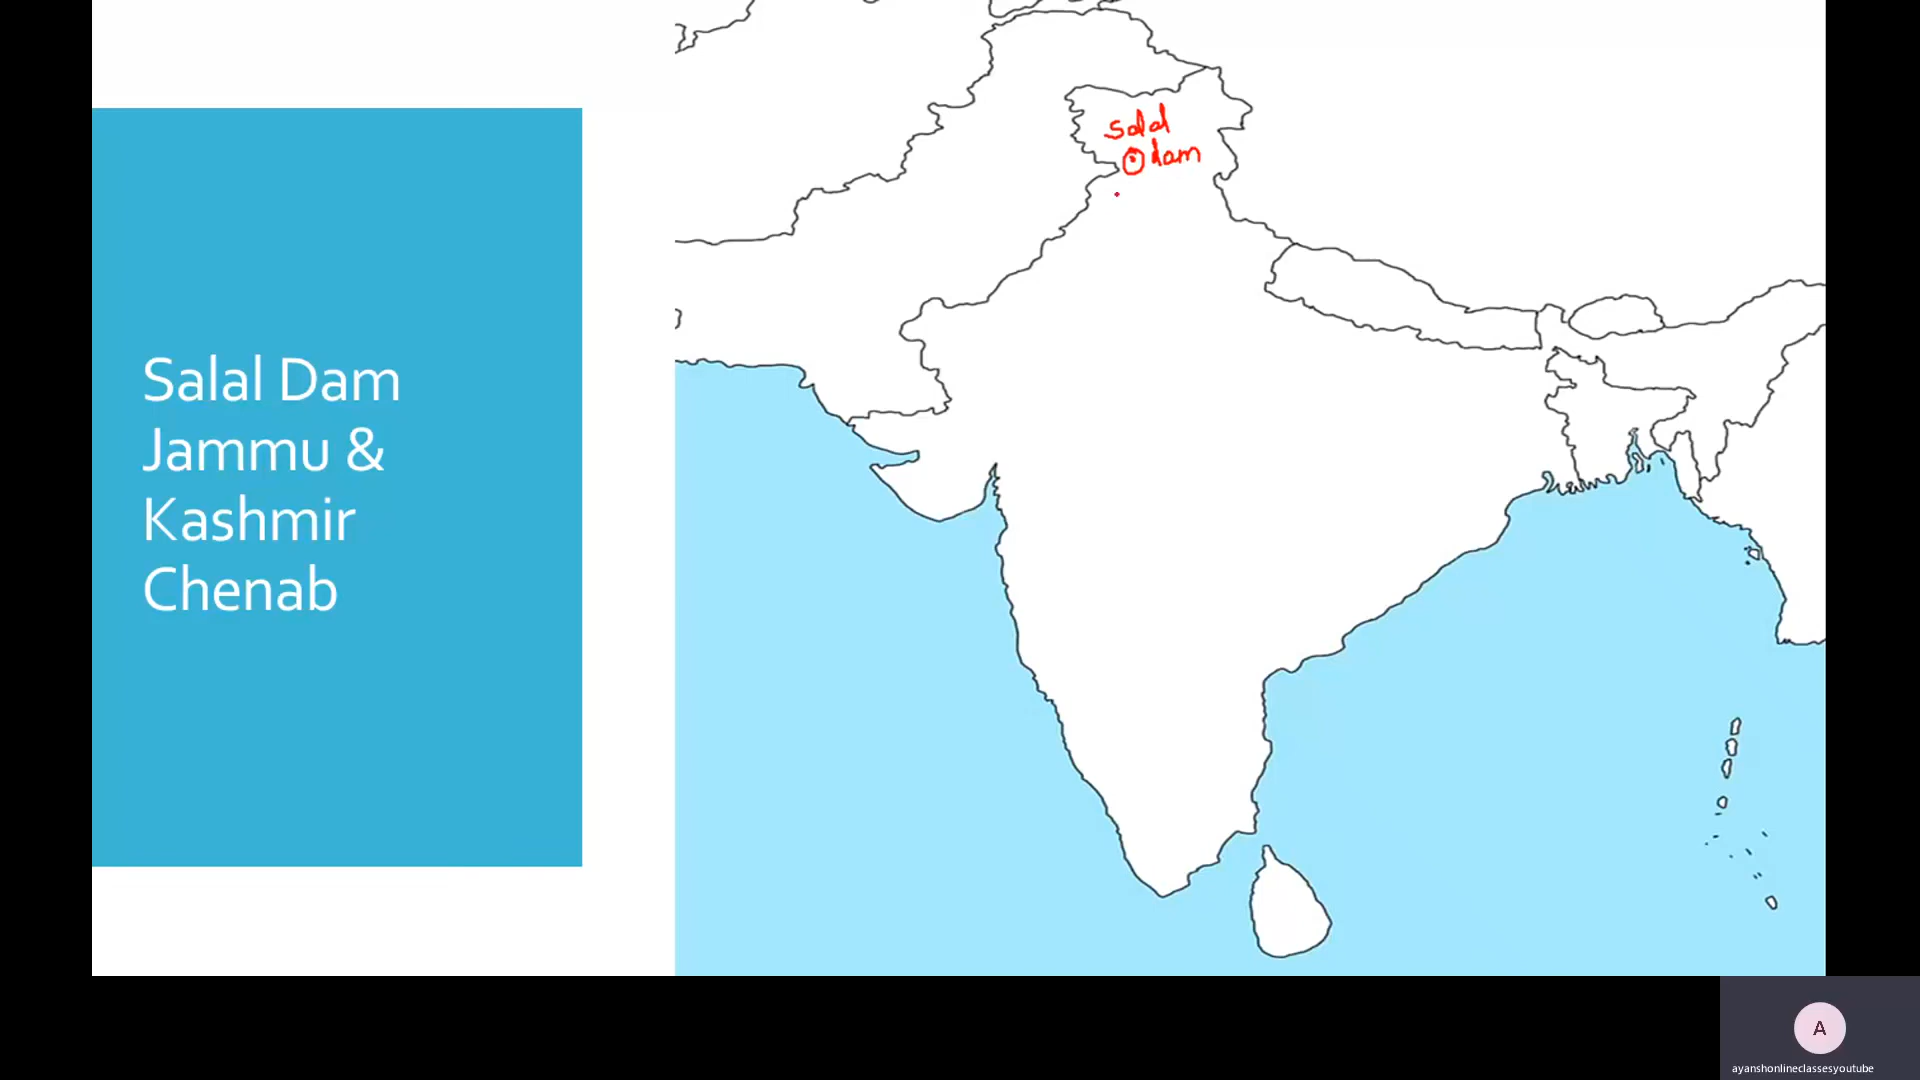 Salal Dam
Jammu &
Kashmir
Chenab
Salal
dam
A
ayanshonlineclassesyoutube